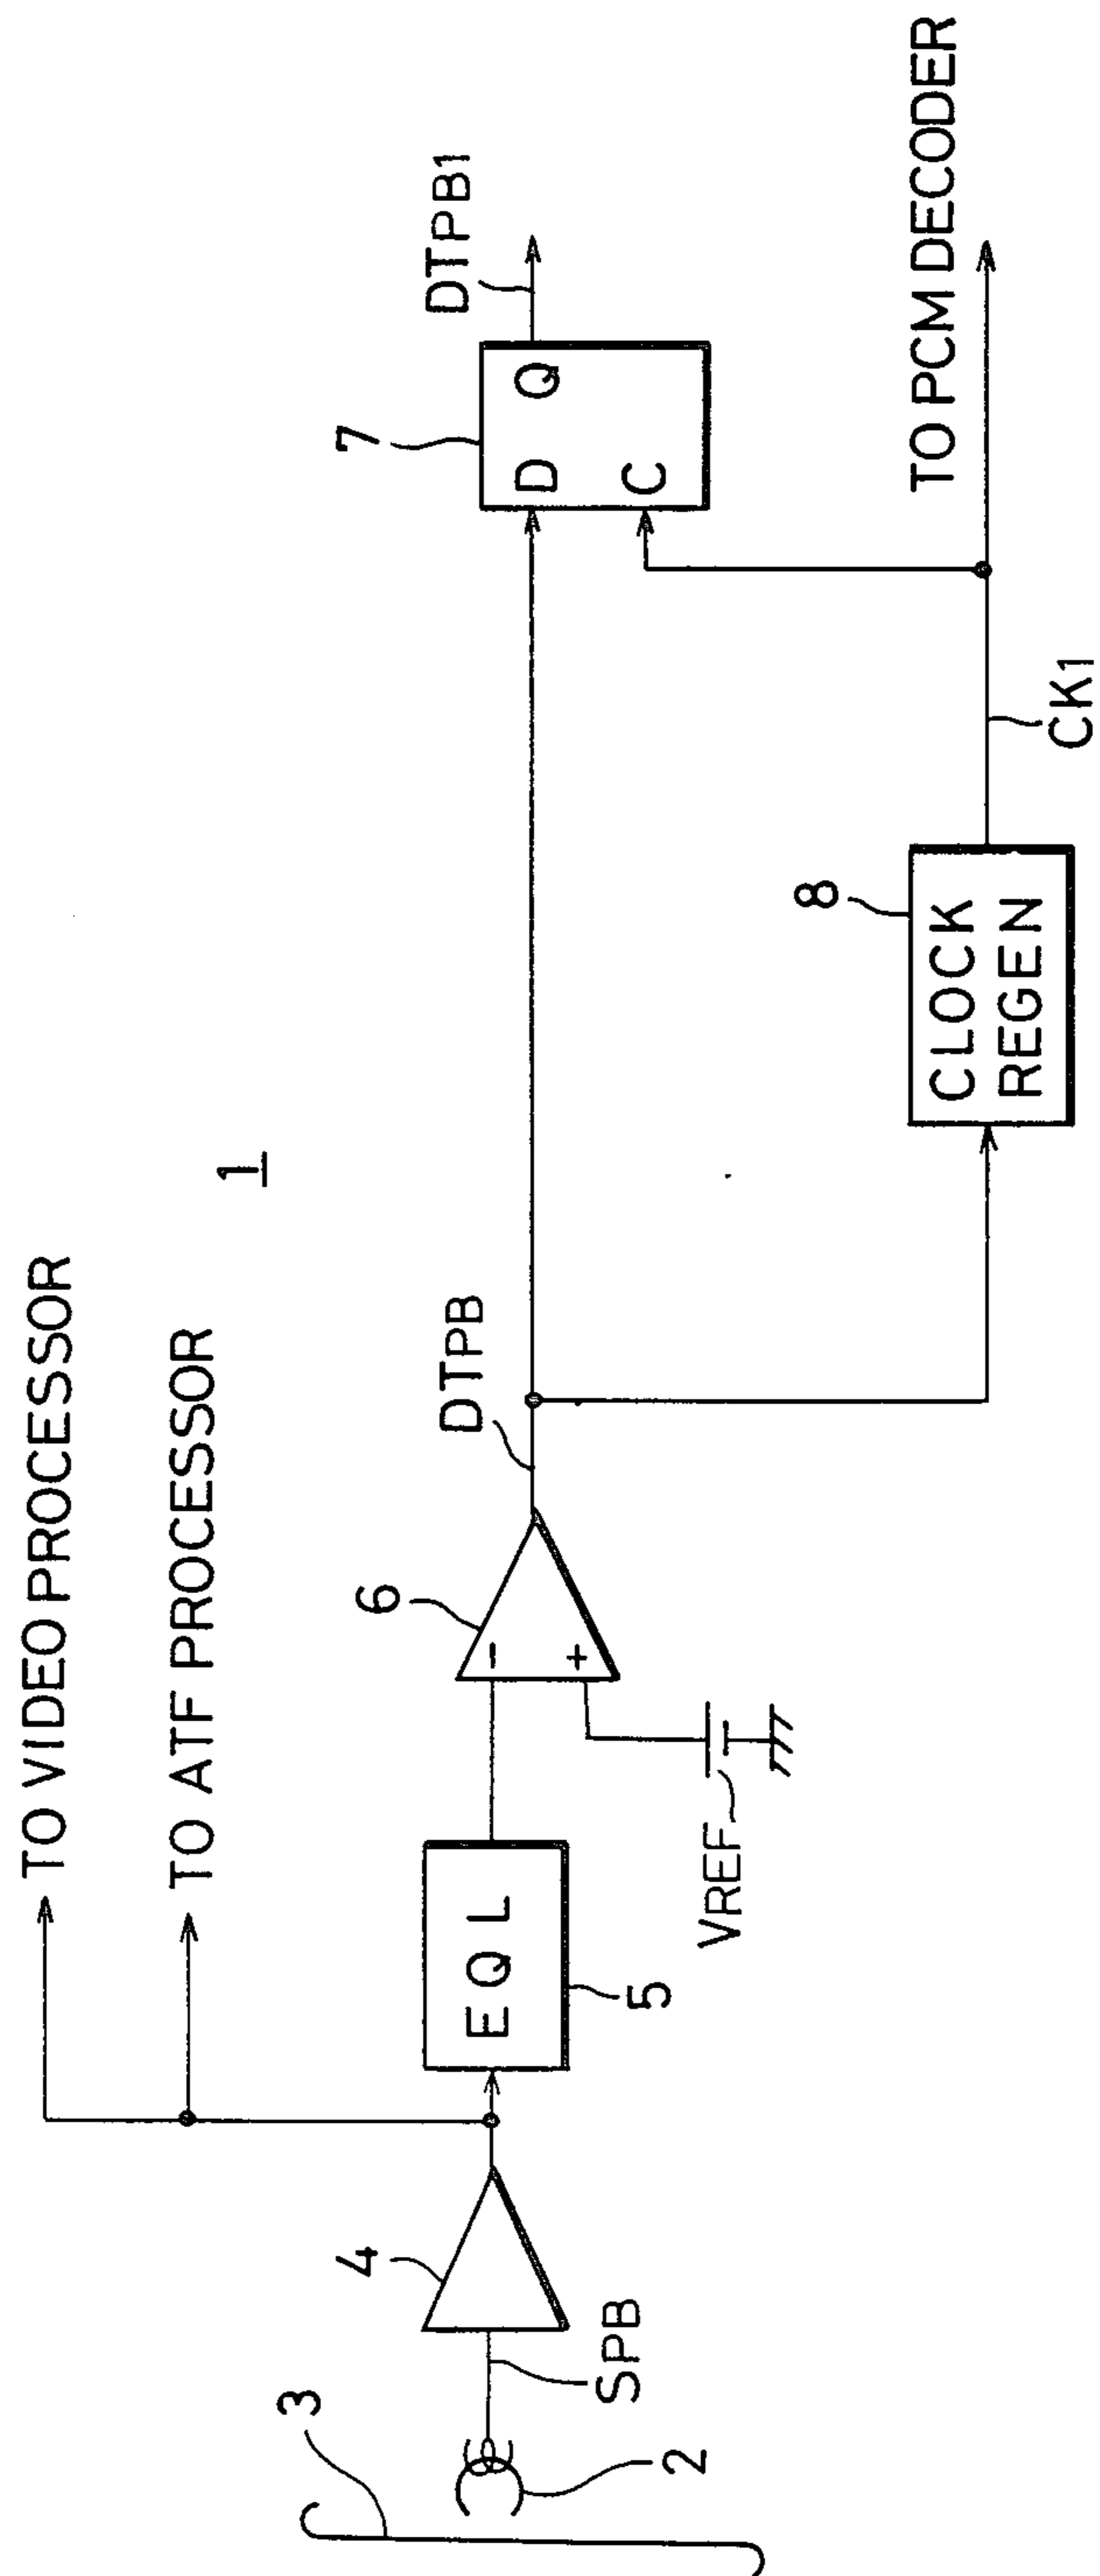 TO VIDEO PROCESSOR
TO ATF PROCESSOR
1
3
2
SPB
4
EQL
5
VREF
6
-
+
DTPB
7
D Q
C
DTPB1
8
CLOCK
REGEN
CK1
TO PCM DECODER